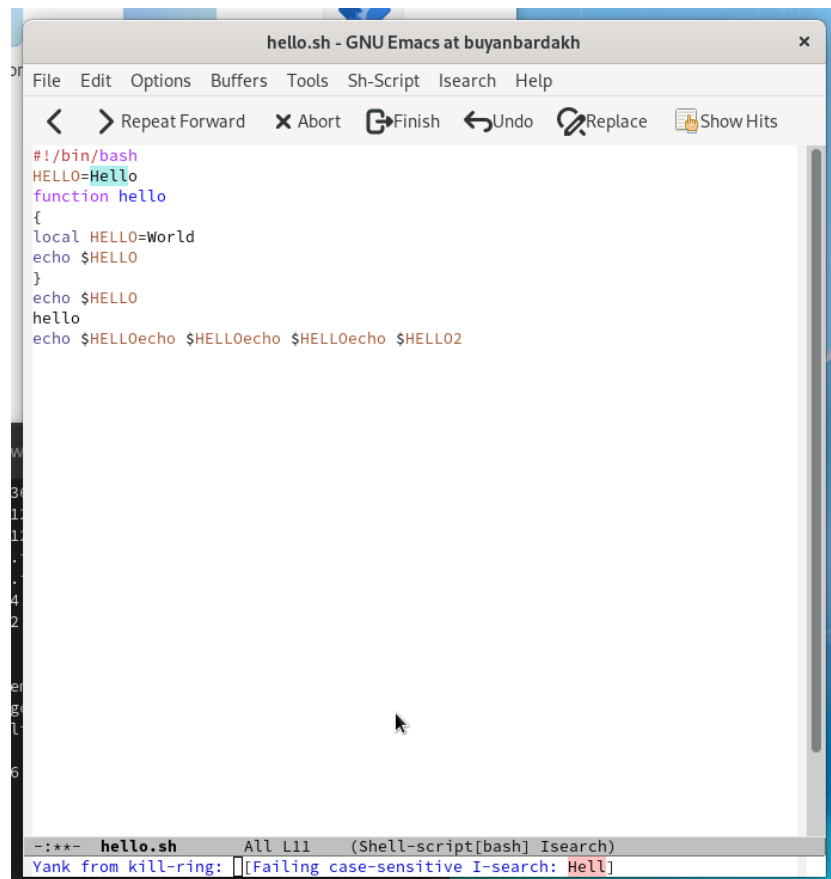 hello.sh - GNU Emacs at buyanbardakh ×
File Edit Options Buffers Tools Sh-Script Isearch Help
Repeat Forward Abort Finish Undo Replace Show Hits
#!/bin/bash
HELLO=Hello
function hello
{
local HELLO=World
echo $HELLO
}
echo $HELLO
hello
echo $HELLOecho $HELLOecho $HELLOecho $HELLO2
-:**- hello.sh All L11 (Shell-script[bash] Isearch)
Yank from kill-ring: [Failing case-sensitive I-search: Hell]